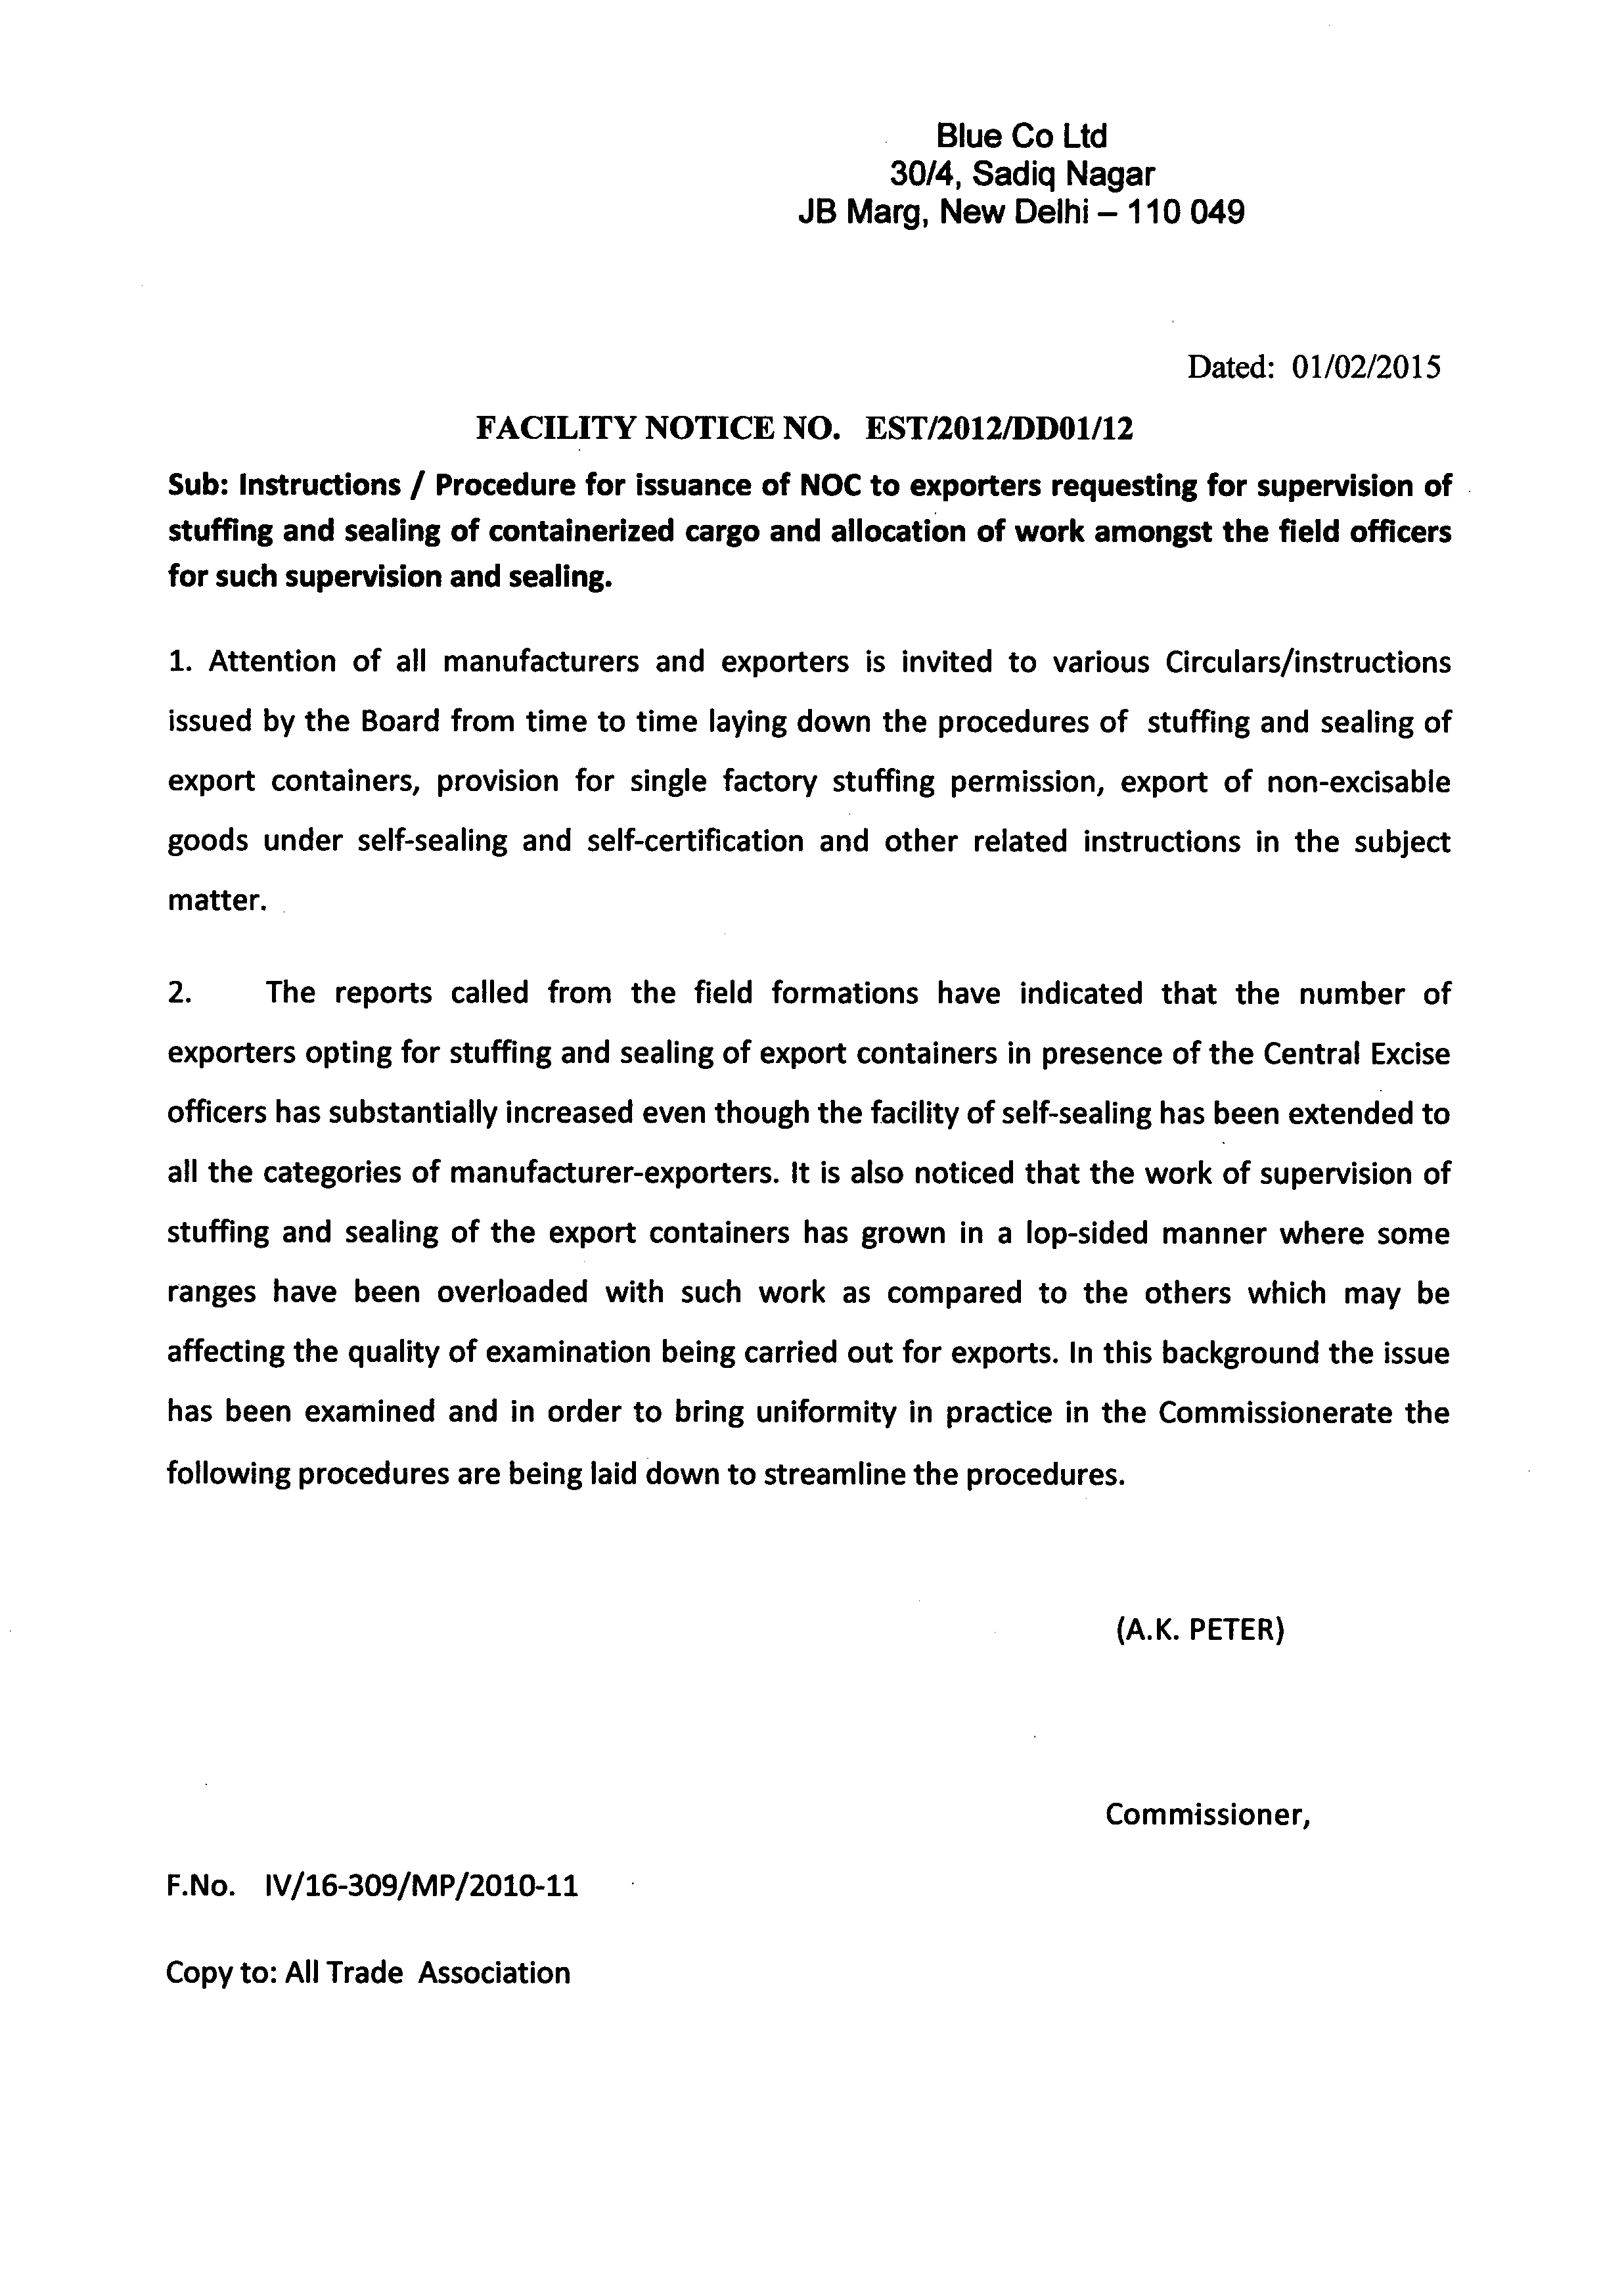 Blue Co Ltd
30/4, Sadiq Nagar
JB Marg, New Delhi – 110 049
Dated: 01/02/2015
FACILITY NOTICE NO. EST/2012/DD01/12
Sub: Instructions / Procedure for issuance of NOC to exporters requesting for supervision of
stuffing and sealing of containerized cargo and allocation of work amongst the field officers
for such supervision and sealing.
1. Attention of all manufacturers and exporters is invited to various Circulars/instructions
issued by the Board from time to time laying down the procedures of stuffing and sealing of
export containers, provision for single factory stuffing permission, export of non-excisable
goods under self-sealing and self-certification and other related instructions in the subject
matter.
2. The reports called from the field formations have indicated that the number of
exporters opting for stuffing and sealing of export containers in presence of the Central Excise
officers has substantially increased even though the facility of self-sealing has been extended to
all the categories of manufacturer-exporters. It is also noticed that the work of supervision of
stuffing and sealing of the export containers has grown in a lop-sided manner where some
ranges have been overloaded with such work as compared to the others which may be
affecting the quality of examination being carried out for exports. In this background the issue
has been examined and in order to bring uniformity in practice in the Commissionerate the
following procedures are being laid down to streamline the procedures.
(A.K. PETER)
Commissioner,
F.No. IV/16-309/MP/2010-11
Copy to: All Trade Association